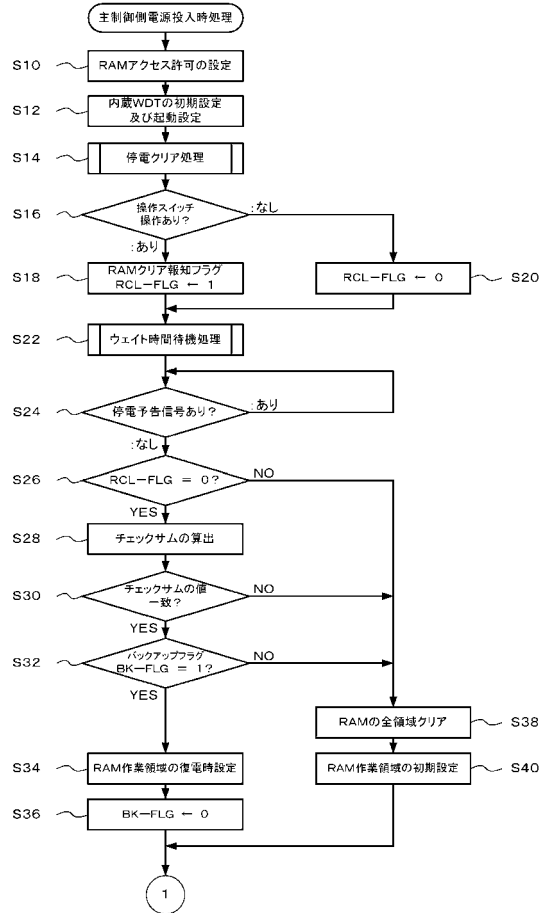 主制御側電源投入時処理
S10
RAMアクセス許可の設定
S12
内蔵WDTの初期設定
及び起動設定
S14
停電クリア処理
S16
操作スイッチ
操作あり?
:なし
:あり
S18
RAMクリア報知フラグ
RCL-FLG ← 1
RCL-FLG ← 0
S20
S22
ウェイト時間待機処理
S24
停電予告信号あり?
:あり
:なし
S26
RCL-FLG = 0?
NO
YES
S28
チェックサムの算出
S30
チェックサムの値
一致?
NO
YES
S32
バックアップフラグ
BK-FLG = 1?
NO
YES
RAMの全領域クリア
S38
S34
RAM作業領域の復電時設定
RAM作業領域の初期設定
S40
S36
BK-FLG ← 0
1